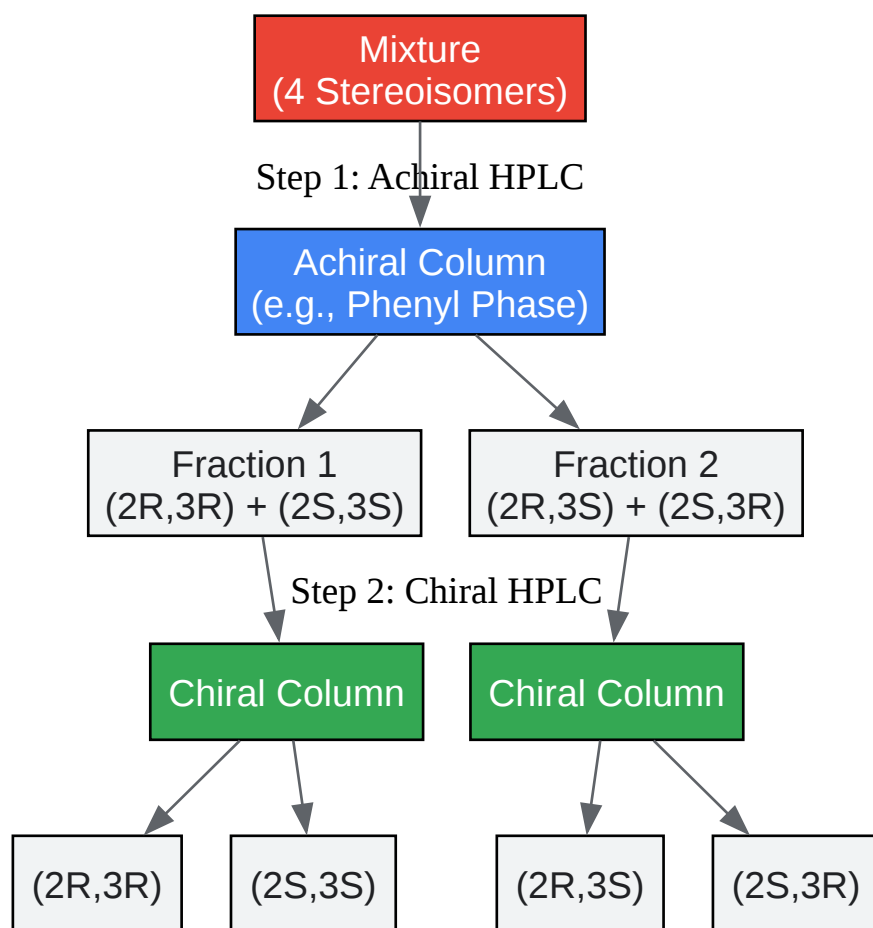 Mixture
(4 Stereoisomers)
Step 1: Achiral HPLC
Achiral Column
(e.g., Phenyl Phase)
Fraction 1
(2R,3R) + (2S,3S)
Fraction 2
(2R,3S) + (2S,3R)
Step 2: Chiral HPLC
Chiral Column
Chiral Column
(2R,3R)
(2S,3S)
(2R,3S)
(2S,3R)